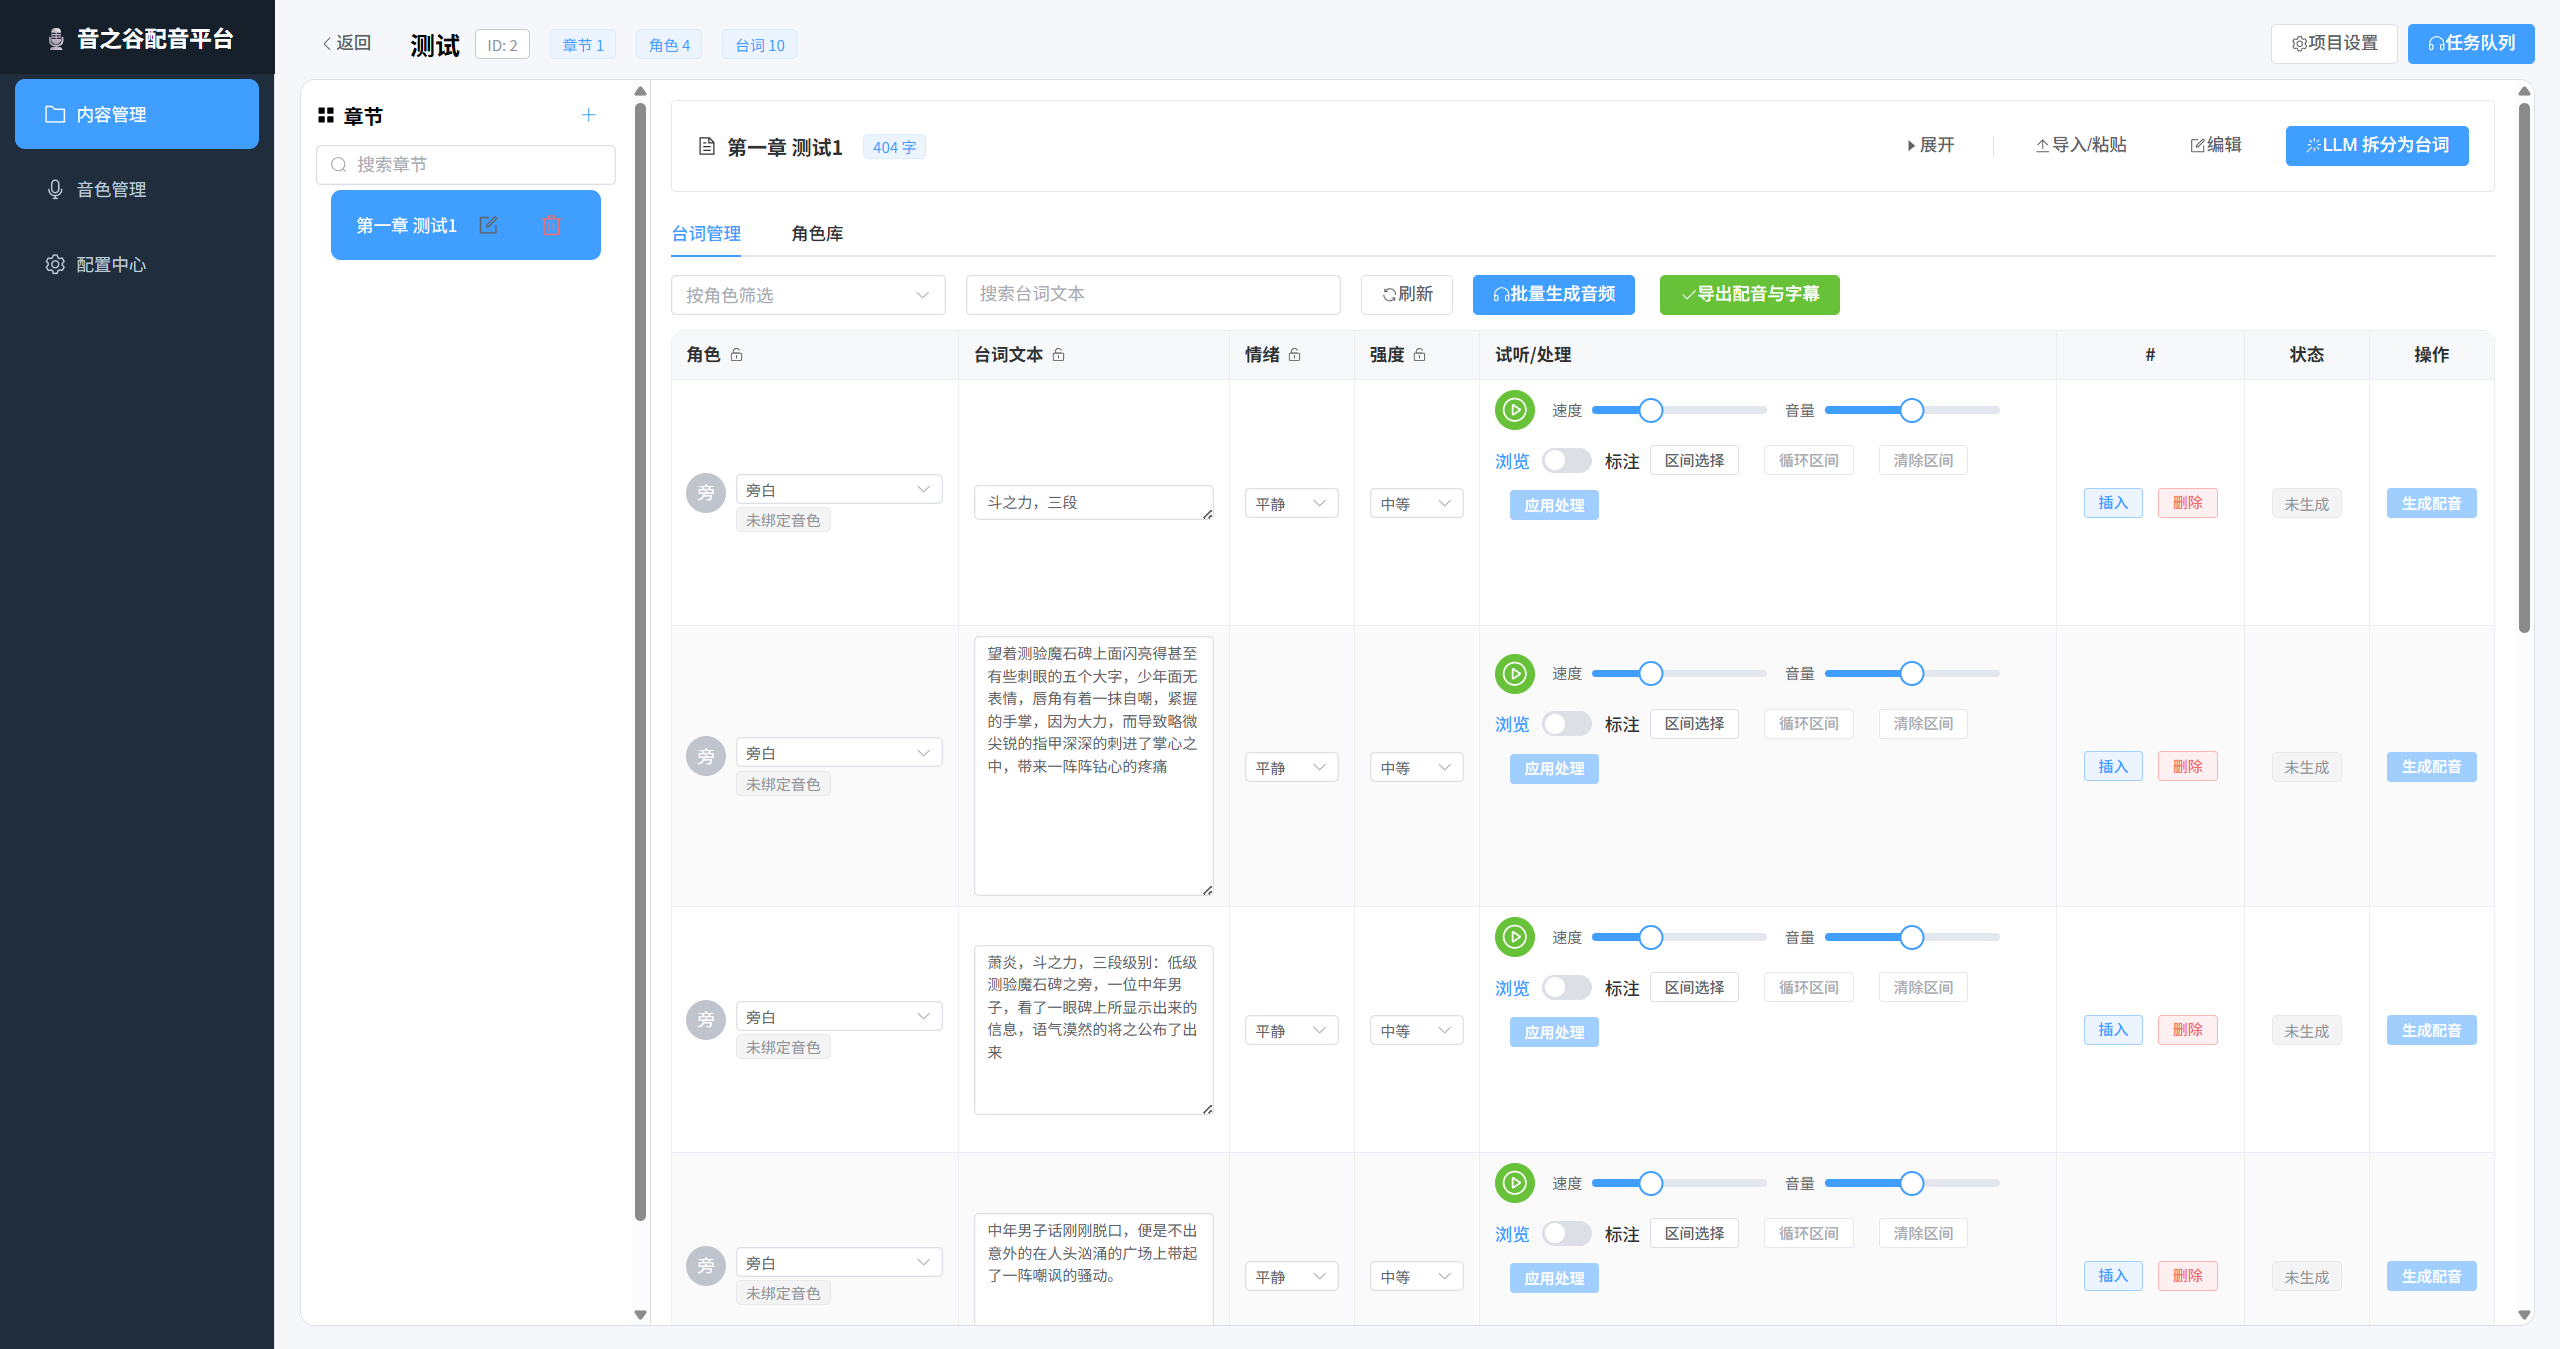 音之谷配音平台
内容管理
音色管理
配置中心
返回
测试
ID: 2
章节 1
角色 4
台词 10
项目设置
任务队列
章节
搜索章节
第一章 测试1
第一章 测试1
404 字
展开
导入/粘贴
编辑
LLM 拆分为台词
台词管理
角色库
按角色筛选
搜索台词文本
刷新
批量生成音频
导出配音与字幕
角色
台词文本
情绪
强度
试听/处理
#
状态
操作
旁
旁白
未绑定音色
斗之力，三段
平静
中等
速度
音量
浏览
标注
区间选择
循环区间
清除区间
应用处理
插入
删除
未生成
生成配音
旁
旁白
未绑定音色
望着测验魔石碑上面闪亮得甚至
有些刺眼的五个大字，少年面无
表情，唇角有着一抹自嘲，紧握
的手掌，因为大力，而导致略微
尖锐的指甲深深的刺进了掌心之
中，带来一阵阵钻心的疼痛
平静
中等
速度
音量
浏览
标注
区间选择
循环区间
清除区间
应用处理
插入
删除
未生成
生成配音
旁
旁白
未绑定音色
萧炎，斗之力，三段级别：低级
测验魔石碑之旁，一位中年男
子，看了一眼碑上所显示出来的
信息，语气漠然的将之公布了出
来
平静
中等
速度
音量
浏览
标注
区间选择
循环区间
清除区间
应用处理
插入
删除
未生成
生成配音
旁
旁白
未绑定音色
中年男子话刚刚脱口，便是不出
意外的在人头汹涌的广场上带起
了一阵嘲讽的骚动。
平静
中等
速度
音量
浏览
标注
区间选择
循环区间
清除区间
应用处理
插入
删除
未生成
生成配音